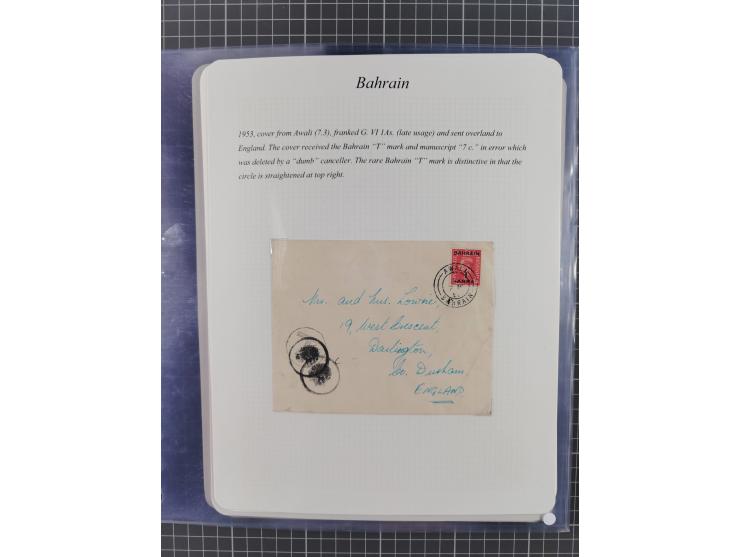 Bahrain
1953, cover from Awali (7.3), franked G. VI 1As. (late usage) and sent overland to
England. The cover received the Bahrain “T” mark and manuscript “7 c.” in error which
was deleted by a “dumb” canceller. The rare Bahrain “T” mark is distinctive in that the
circle is straightened at top right.
BAHRAIN
ANNA
AWALI
BAHRAIN
Mr. and Mrs. Lowrie,
19, West Crescent,
Darlington,
Co. Durham,
ENGLAND